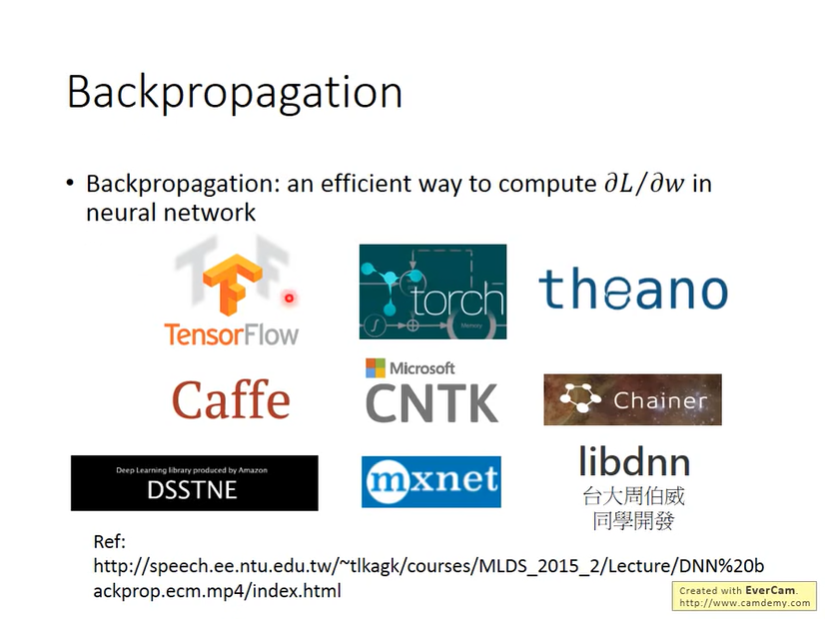 Backpropagation
• Backpropagation: an efficient way to compute ∂L/∂w in
neural network
TensorFlow
torch
Memory
theano
Caffe
Microsoft
CNTK
Chainer
Deep Learning library produced by Amazon
DSSTNE
mxnet
libdnn
台大周伯威
同學開發
Ref:
http://speech.ee.ntu.edu.tw/~tlkagk/courses/MLDS_2015_2/Lecture/DNN%20b
ackprop.ecm.mp4/index.html
Created with EverCam.
http://www.camdemy.com